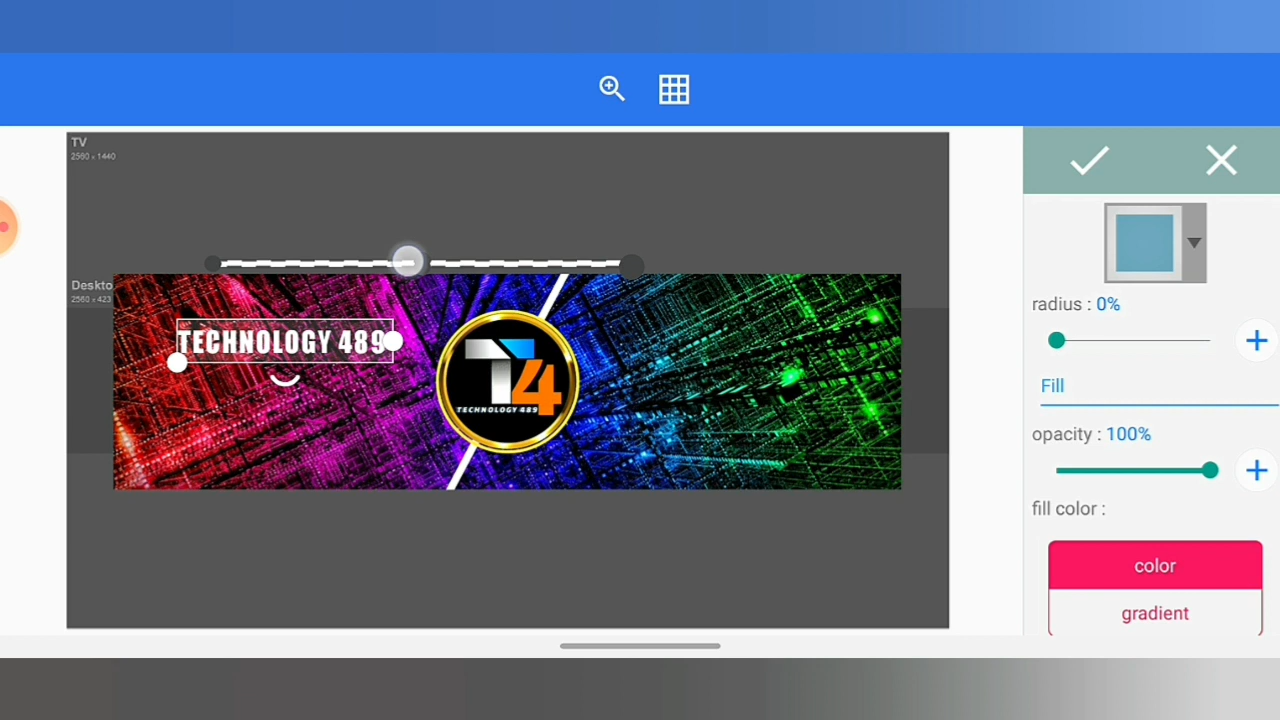 TV
2560 x 1440
Deskto
2560 x 423
TECHNOLOGY 489
T4
TECHNOLOGY 489
radius : 0%
Fill
opacity : 100%
fill color :
color
gradient